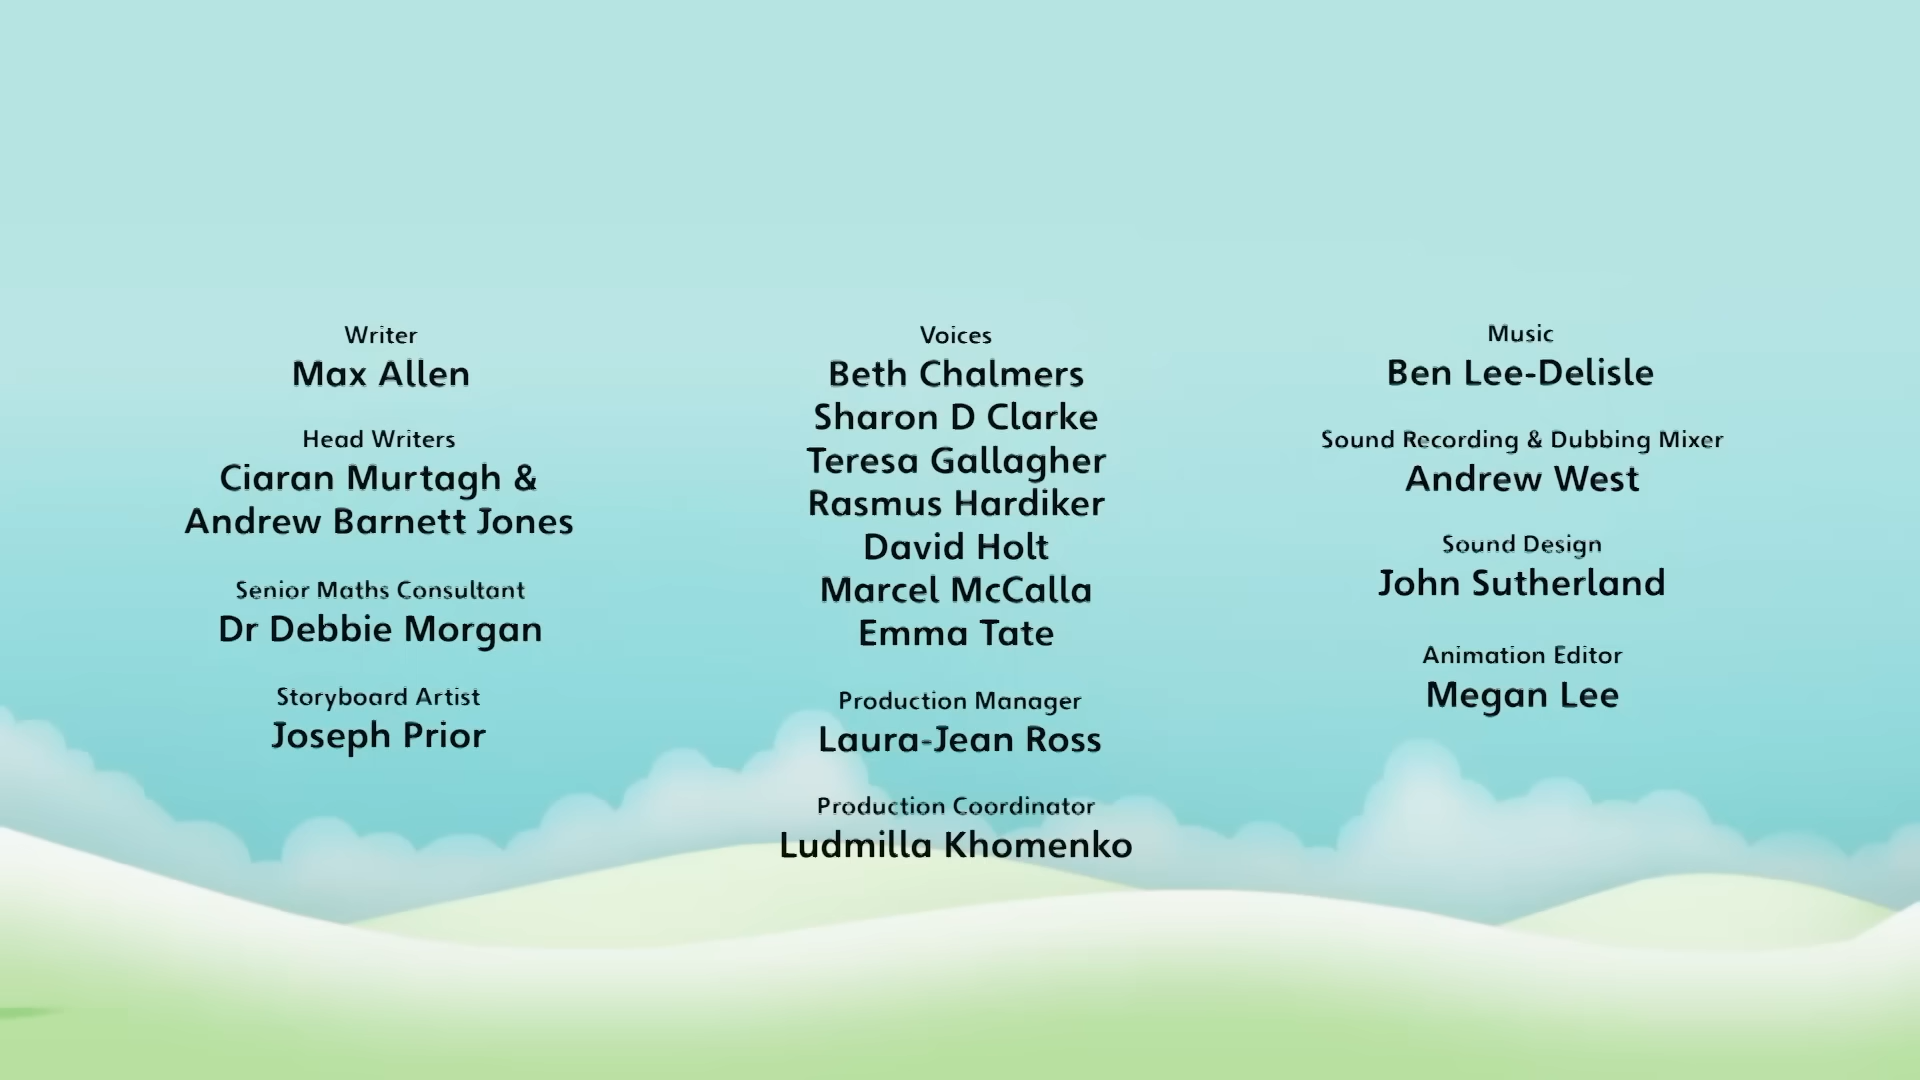 Writer
Max Allen
Head Writers
Ciaran Murtagh &
Andrew Barnett Jones
Senior Maths Consultant
Dr Debbie Morgan
Storyboard Artist
Joseph Prior
Voices
Beth Chalmers
Sharon D Clarke
Teresa Gallagher
Rasmus Hardiker
David Holt
Marcel McCalla
Emma Tate
Production Manager
Laura-Jean Ross
Production Coordinator
Ludmilla Khomenko
Music
Ben Lee-Delisle
Sound Recording & Dubbing Mixer
Andrew West
Sound Design
John Sutherland
Animation Editor
Megan Lee